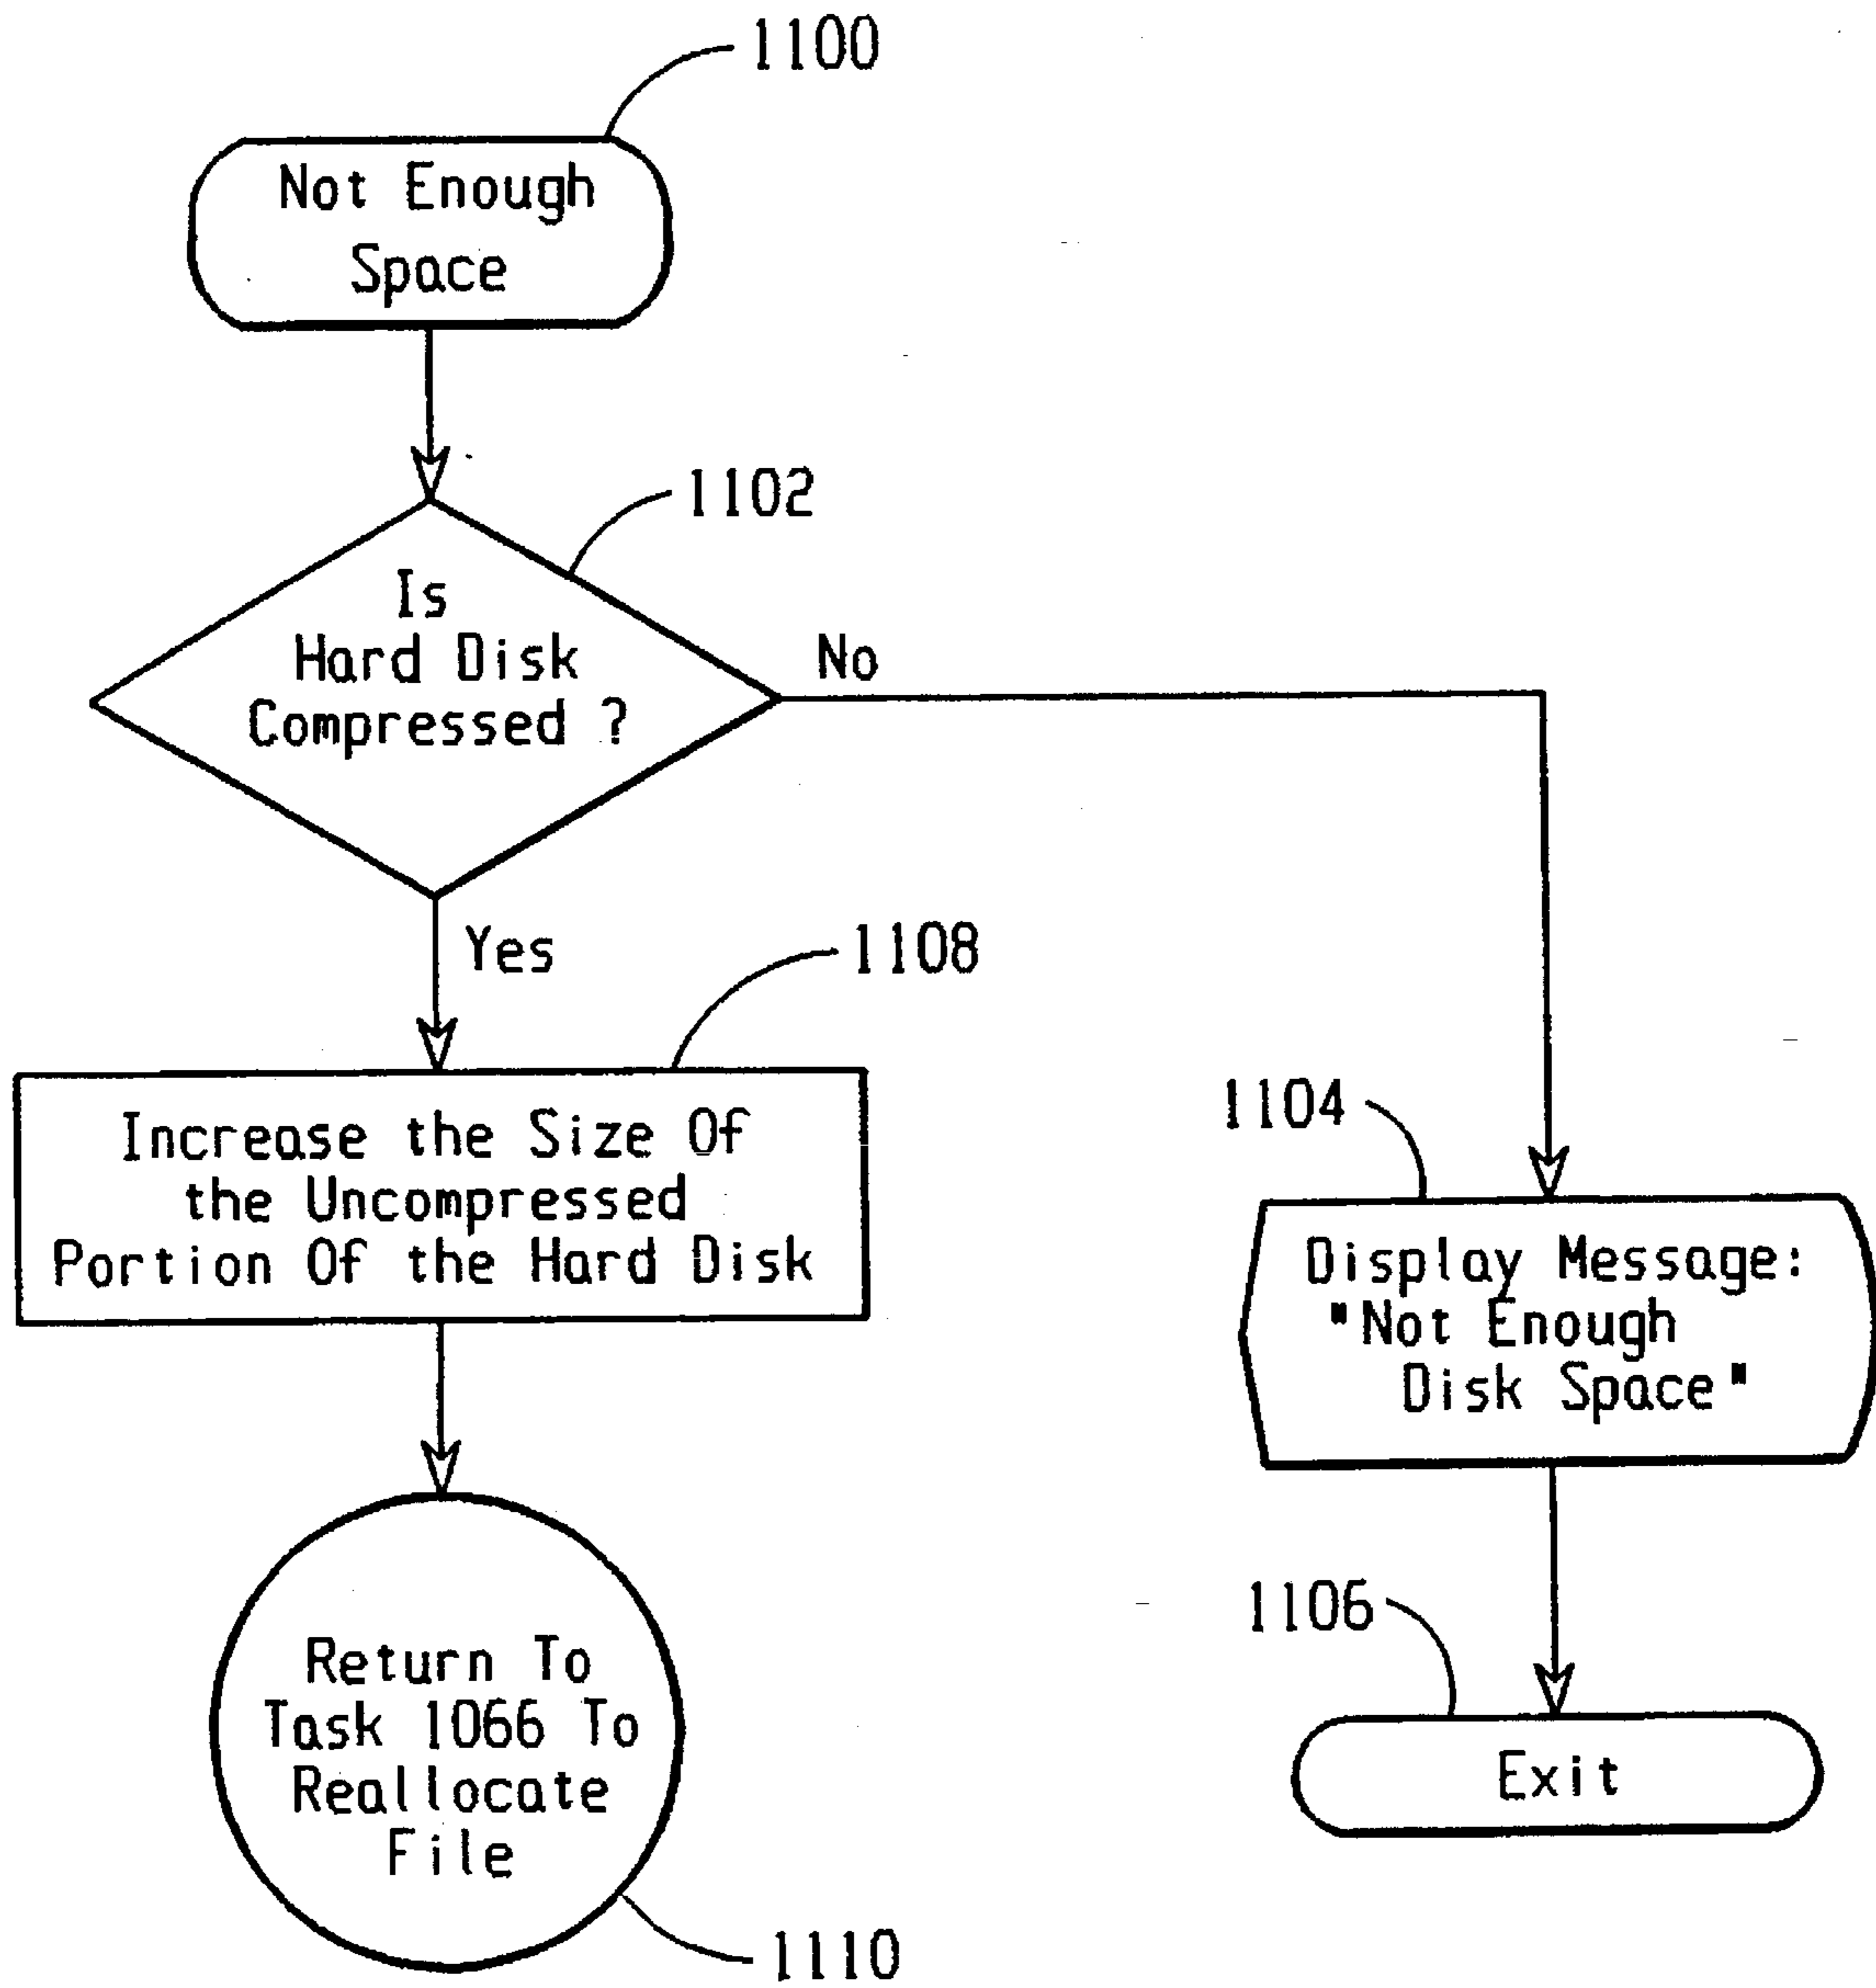 1100
Not Enough
Space
1102
Is
Hard Disk
Compressed ?
No
Yes
1108
Increase the Size Of
the Uncompressed
Portion Of the Hard Disk
1104
Display Message:
"Not Enough
Disk Space"
1106
Exit
Return To
Task 1066 To
Reallocate
File
1110